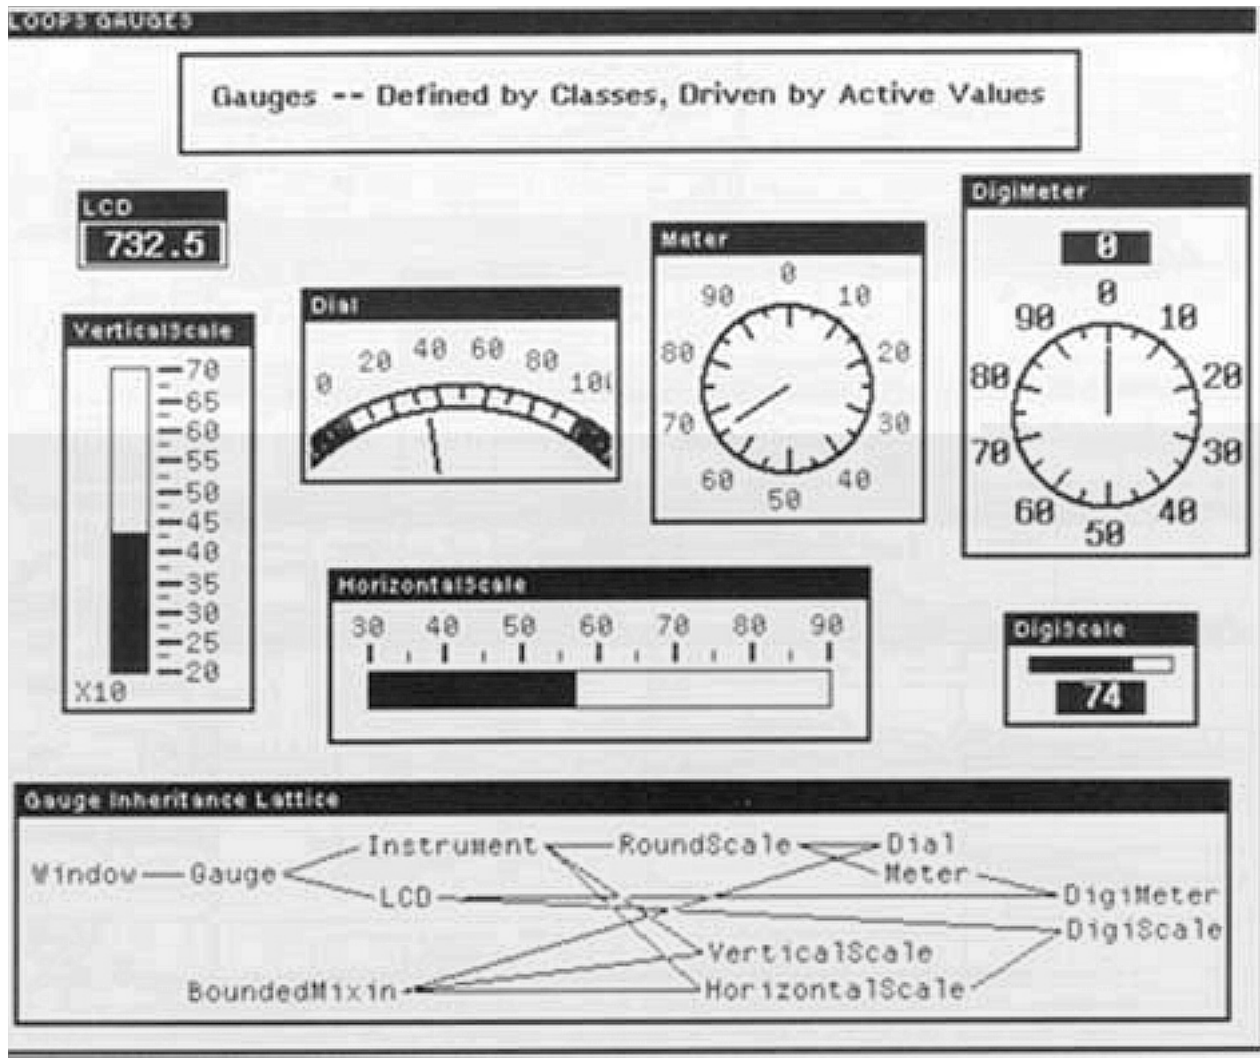 LOOPS GAUGES
Gauges -- Defined by Classes, Driven by Active Values
LCD
732.5
VerticalScale
70
65
60
55
50
45
40
35
30
25
20
X10
Dial
0 20 40 60 80 100
Meter
0
10
20
30
40
50
60
70
80
90
DigiMeter
0
0
10
20
30
40
50
60
70
80
90
HorizontalScale
30 40 50 60 70 80 90
DigiScale
74
Gauge Inheritance Lattice
Instrument RoundScale Dial
Window Gauge Meter
LCD DigiMeter
DigiScale
VerticalScale
BoundedMixin HorizontalScale